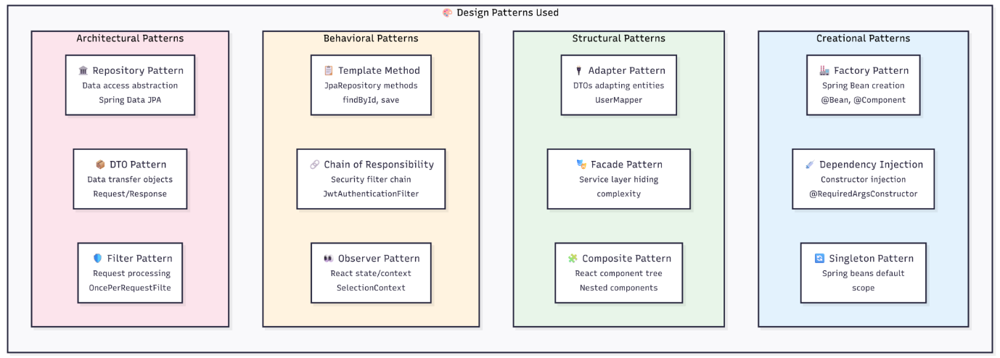 Design Patterns Used
Architectural Patterns
Repository Pattern
Data access abstraction
Spring Data JPA
DTO Pattern
Data transfer objects
Request/Response
Filter Pattern
Request processing
OncePerRequestFilte
Behavioral Patterns
Template Method
JpaRepository methods
findById, save
Chain of Responsibility
Security filter chain
JwtAuthenticationFilter
Observer Pattern
React state/context
SelectionContext
Structural Patterns
Adapter Pattern
DTOs adapting entities
UserMapper
Facade Pattern
Service layer hiding
complexity
Composite Pattern
React component tree
Nested components
Creational Patterns
Factory Pattern
Spring Bean creation
@Bean, @Component
Dependency Injection
Constructor injection
@RequiredArgsConstructor
Singleton Pattern
Spring beans default
scope